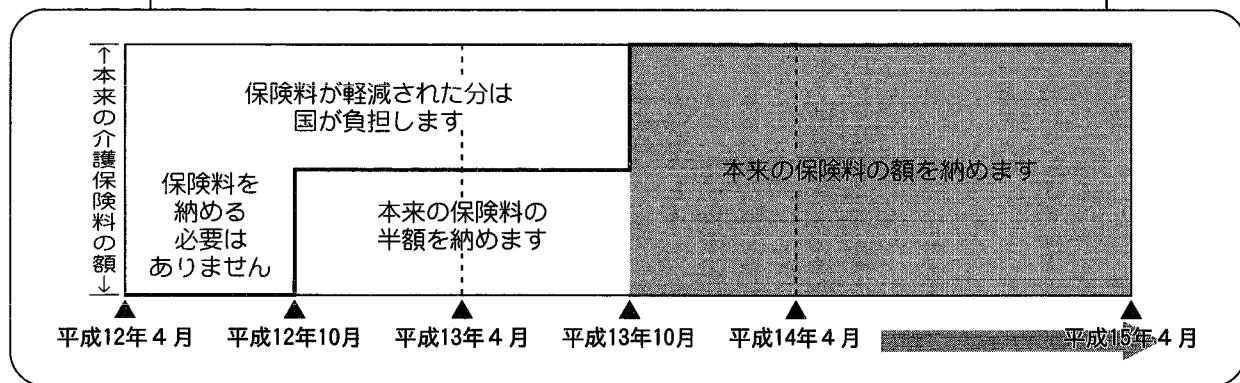 ↑本来の介護保険料の額↓
保険料が軽減された分は
国が負担します
保険料を
納める
必要は
ありません
本来の保険料の
半額を納めます
本来の保険料の額を納めます
平成12年4月
平成12年10月
平成13年4月
平成13年10月
平成14年4月
平成15年4月